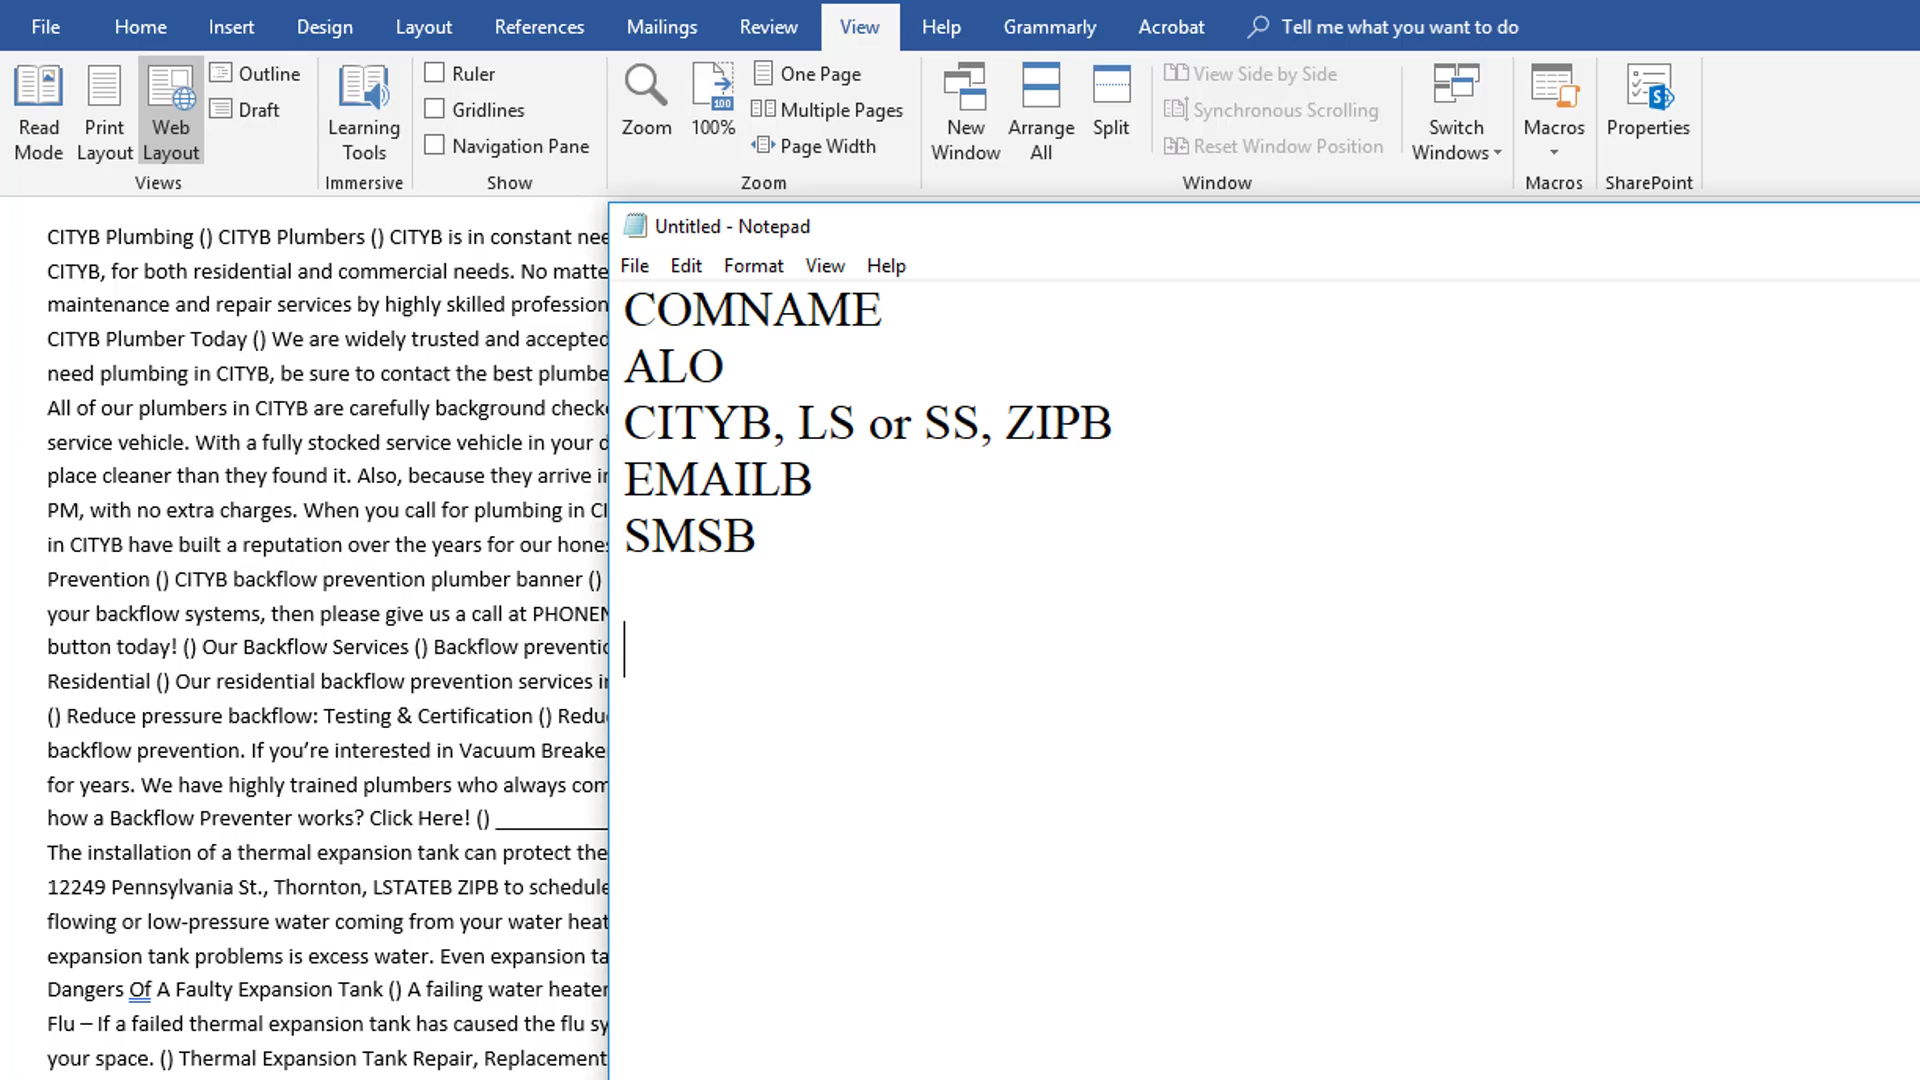 File Home Insert Design Layout References Mailings Review View Help Grammarly Acrobat Tell me what you want to do
Read Mode
Print Layout
Web Layout
Outline
Draft
Views
Learning Tools
Immersive
Ruler
Gridlines
Navigation Pane
Show
Zoom
100%
One Page
Multiple Pages
Page Width
Zoom
New Window
Arrange All
Split
View Side by Side
Synchronous Scrolling
Reset Window Position
Window
Switch Windows
Macros
Macros
Properties
SharePoint
CITYB Plumbing () CITYB Plumbers () CITYB is in constant
CITYB, for both residential and commercial needs. No
maintenance and repair services by highly skilled
CITYB Plumber Today () We are widely trusted and accepted
need plumbing in CITYB, be sure to contact the best
All of our plumbers in CITYB are carefully background
service vehicle. With a fully stocked service vehicle in your
place cleaner than they found it. Also, because they arrive
PM, with no extra charges. When you call for plumbing in
in CITYB have built a reputation over the years for our
Prevention () CITYB backflow prevention plumber banner ()
your backflow systems, then please give us a call at
button today! () Our Backflow Services () Backflow
Residential () Our residential backflow prevention services
() Reduce pressure backflow: Testing & Certification ()
backflow prevention. If you’re interested in Vacuum
for years. We have highly trained plumbers who always
how a Backflow Preventer works? Click Here! () ___________
The installation of a thermal expansion tank can protect the
12249 Pennsylvania St., Thornton, LSTATEB ZIPB to schedule
flowing or low-pressure water coming from your water
expansion tank problems is excess water. Even expansion
Dangers Of A Faulty Expansion Tank () A failing water heater
Flu – If a failed thermal expansion tank has caused the flu
your space. () Thermal Expansion Tank Repair, Replacement
Untitled - Notepad
File Edit Format View Help
COMNAME
ALO
CITYB, LS or SS, ZIPB
EMAILB
SMSB